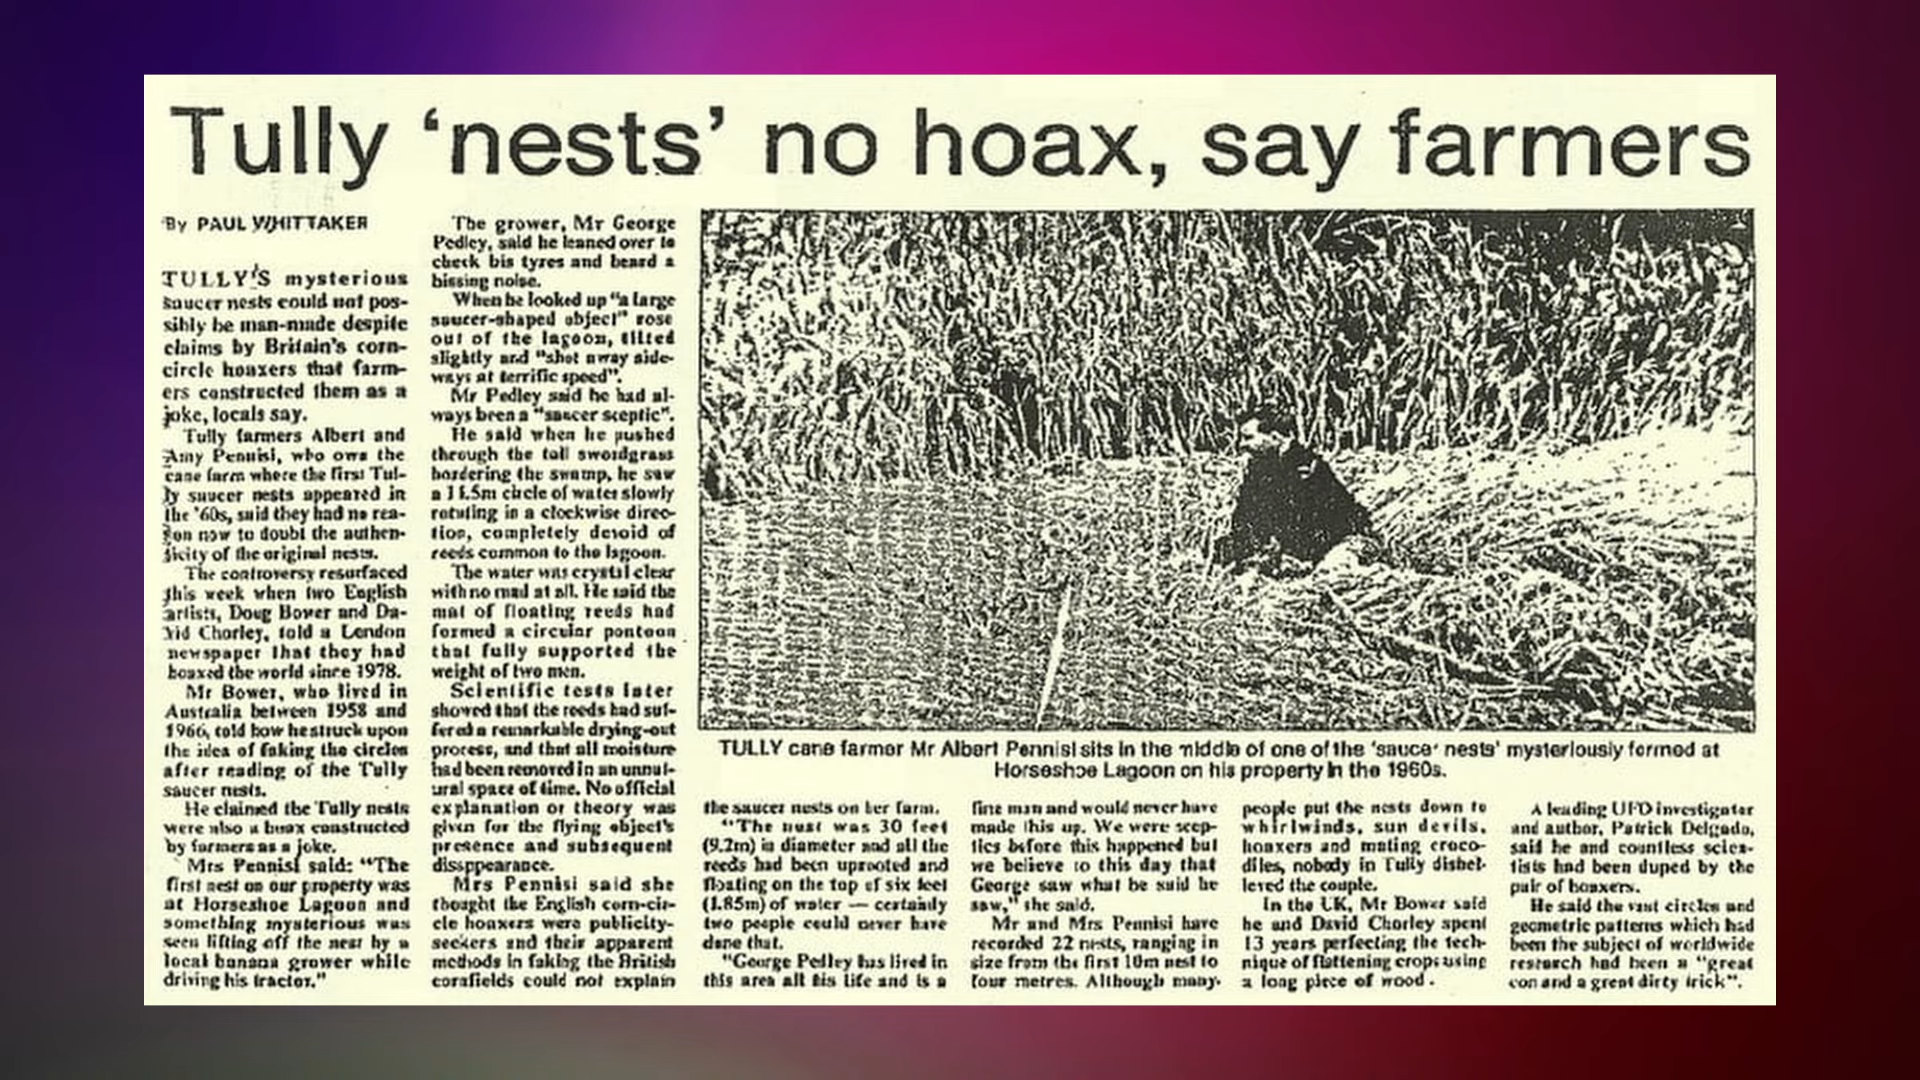 Tully ‘nests’ no hoax, say farmers
By PAUL WHITTAKER
TULLY'S mysterious
saucer nests could not pos-
sibly be man-made despite
claims by Britain's corn-
circle hoaxers that farm-
ers constructed them as a
joke, locals say.
Tully farmers Albert and
Amy Pennisi, who own the
cane farm where the first Tul-
ly saucer nests appeared in
the '60s, said they had no rea-
son now to doubt the authen-
ticity of the original nests.
The controversy resurfaced
this week when two English
artists, Doug Bower and Da-
vid Chorley, told a London
newspaper that they had
hoaxed the world since 1978.
Mr Bower, who lived in
Australia between 1958 and
1966, told how he struck upon
the idea of faking the circles
after reading of the Tully
saucer nests.
He claimed the Tully nests
were also a hoax constructed
by farmers as a joke.
Mrs Pennisi said: “The
first nest on our property was
at Horseshoe Lagoon and
something mysterious was
seen lifting off the nest by a
local banana grower while
driving his tractor.”
The grower, Mr George
Pedley, said he leaned over to
check his tyres and heard a
hissing noise.
When he looked up “a large
saucer-shaped object” rose
out of the lagoon, tilted
slightly and “shot away side-
ways at terrific speed”.
Mr Pedley said he had al-
ways been a “saucer sceptic”.
He said when he pushed
through the tall swordgrass
bordering the swamp, he saw
a 11.5m circle of water slowly
rotating in a clockwise direc-
tion, completely devoid of
reeds common to the lagoon.
The water was crystal clear
with no mud at all. He said the
mat of floating reeds had
formed a circular pontoon
that fully supported the
weight of two men.
Scientific tests later
showed that the reeds had suf-
fered a remarkable drying-out
process, and that all moisture
had been removed in an unnat-
ural space of time. No official
explanation or theory was
given for the flying object's
presence and subsequent
disappearance.
Mrs Pennisi said she
thought the English corn-cir-
cle hoaxers were publicity-
seekers and their apparent
methods in faking the British
cornfields could not explain
TULLY cane farmer Mr Albert Pennisi sits in the middle of one of the ‘saucer nests’ mysteriously formed at
Horseshoe Lagoon on his property in the 1960s.
the saucer nests on her farm.
“The nest was 30 feet
(9.2m) in diameter and all the
reeds had been uprooted and
floating on the top of six feet
(1.85m) of water — certainly
two people could never have
done that.
“George Pedley has lived in
this area all his life and is a
fine man and would never have
made this up. We were scep-
tics before this happened but
we believe to this day that
George saw what he said he
saw,” she said.
Mr and Mrs Pennisi have
recorded 22 nests, ranging in
size from the first 10m nest to
four metres. Although many
people put the nests down to
whirlwinds, sun devils,
hoaxers and mating croco-
diles, nobody in Tully disbel-
ieved the couple.
In the UK, Mr Bower said
he and David Chorley spent
13 years perfecting the tech-
nique of flattening crops using
a long piece of wood.
A leading UFO investigator
and author, Patrick Delgado,
said he and countless scien-
tists had been duped by the
pair of hoaxers.
He said the vast circles and
geometric patterns which had
been the subject of worldwide
research had been a “great
con and a great dirty trick”.